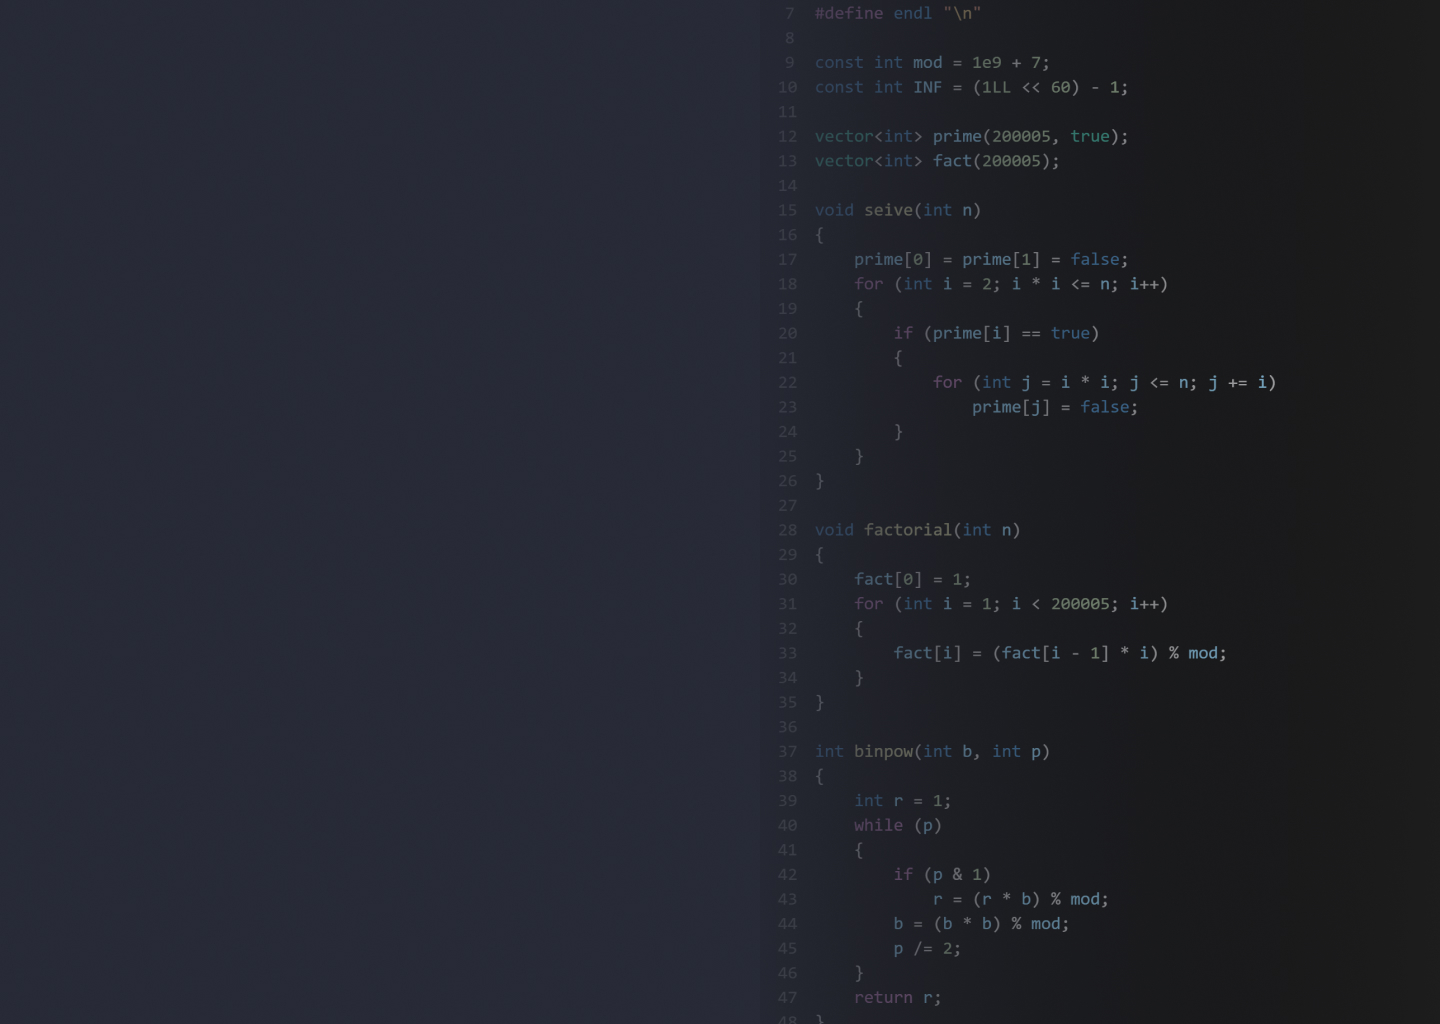 7 #define endl "\n"
8
9 const int mod = 1e9 + 7;
10 const int INF = (1LL << 60) - 1;
11
12 vector<int> prime(200005, true);
13 vector<int> fact(200005);
14
15 void seive(int n)
16 {
17     prime[0] = prime[1] = false;
18     for (int i = 2; i * i <= n; i++)
19     {
20         if (prime[i] == true)
21         {
22             for (int j = i * i; j <= n; j += i)
23                 prime[j] = false;
24         }
25     }
26 }
27
28 void factorial(int n)
29 {
30     fact[0] = 1;
31     for (int i = 1; i < 200005; i++)
32     {
33         fact[i] = (fact[i - 1] * i) % mod;
34     }
35 }
36
37 int binpow(int b, int p)
38 {
39     int r = 1;
40     while (p)
41     {
42         if (p & 1)
43             r = (r * b) % mod;
44         b = (b * b) % mod;
45         p /= 2;
46     }
47     return r;
48 }